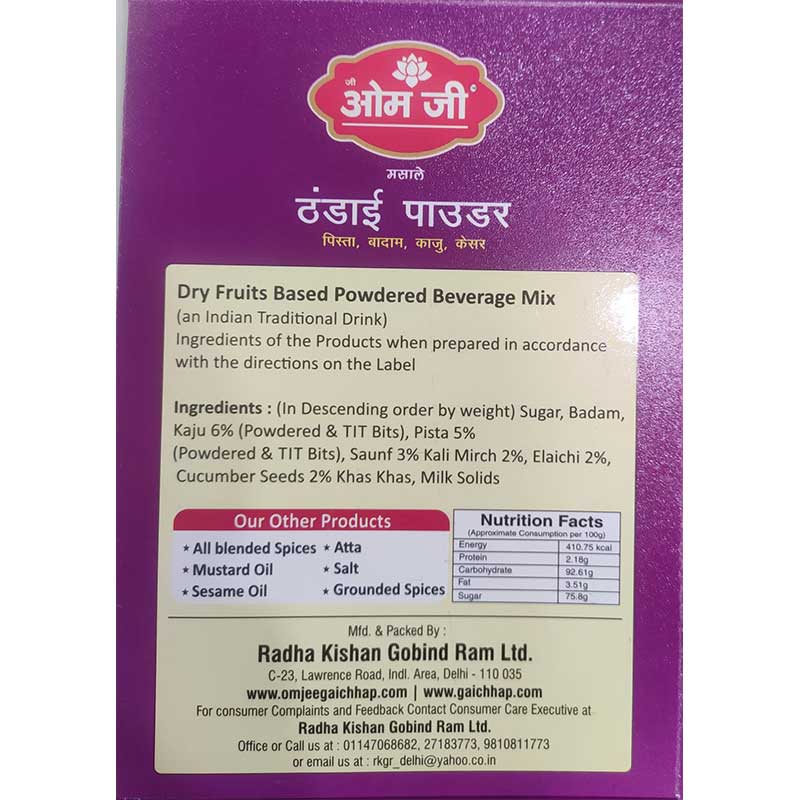 जी
ओम जी
मसाले
ठंडाई पाउडर
पिस्ता, बादाम, काजु, केसर
Dry Fruits Based Powdered Beverage Mix
(an Indian Traditional Drink)
Ingredients of the Products when prepared in accordance
with the directions on the Label
Ingredients : (In Descending order by weight) Sugar, Badam,
Kaju 6% (Powdered & TIT Bits), Pista 5%
(Powdered & TIT Bits), Saunf 3% Kali Mirch 2%, Elaichi 2%,
Cucumber Seeds 2% Khas Khas, Milk Solids
Our Other Products
★ All blended Spices ★ Atta
★ Mustard Oil ★ Salt
★ Sesame Oil ★ Grounded Spices
Nutrition Facts
(Approximate Consumption per 100g)
Energy 410.75 kcal
Protein 2.18g
Carbohydrate 92.61g
Fat 3.51g
Sugar 75.8g
Mfd. & Packed By :
Radha Kishan Gobind Ram Ltd.
C-23, Lawrence Road, Indl. Area, Delhi - 110 035
www.omjeegaichhap.com | www.gaichhap.com
For consumer Complaints and Feedback Contact Consumer Care Executive at
Radha Kishan Gobind Ram Ltd.
Office or Call us at : 01147068682, 27183773, 9810811773
or email us at : rkgr_delhi@yahoo.co.in